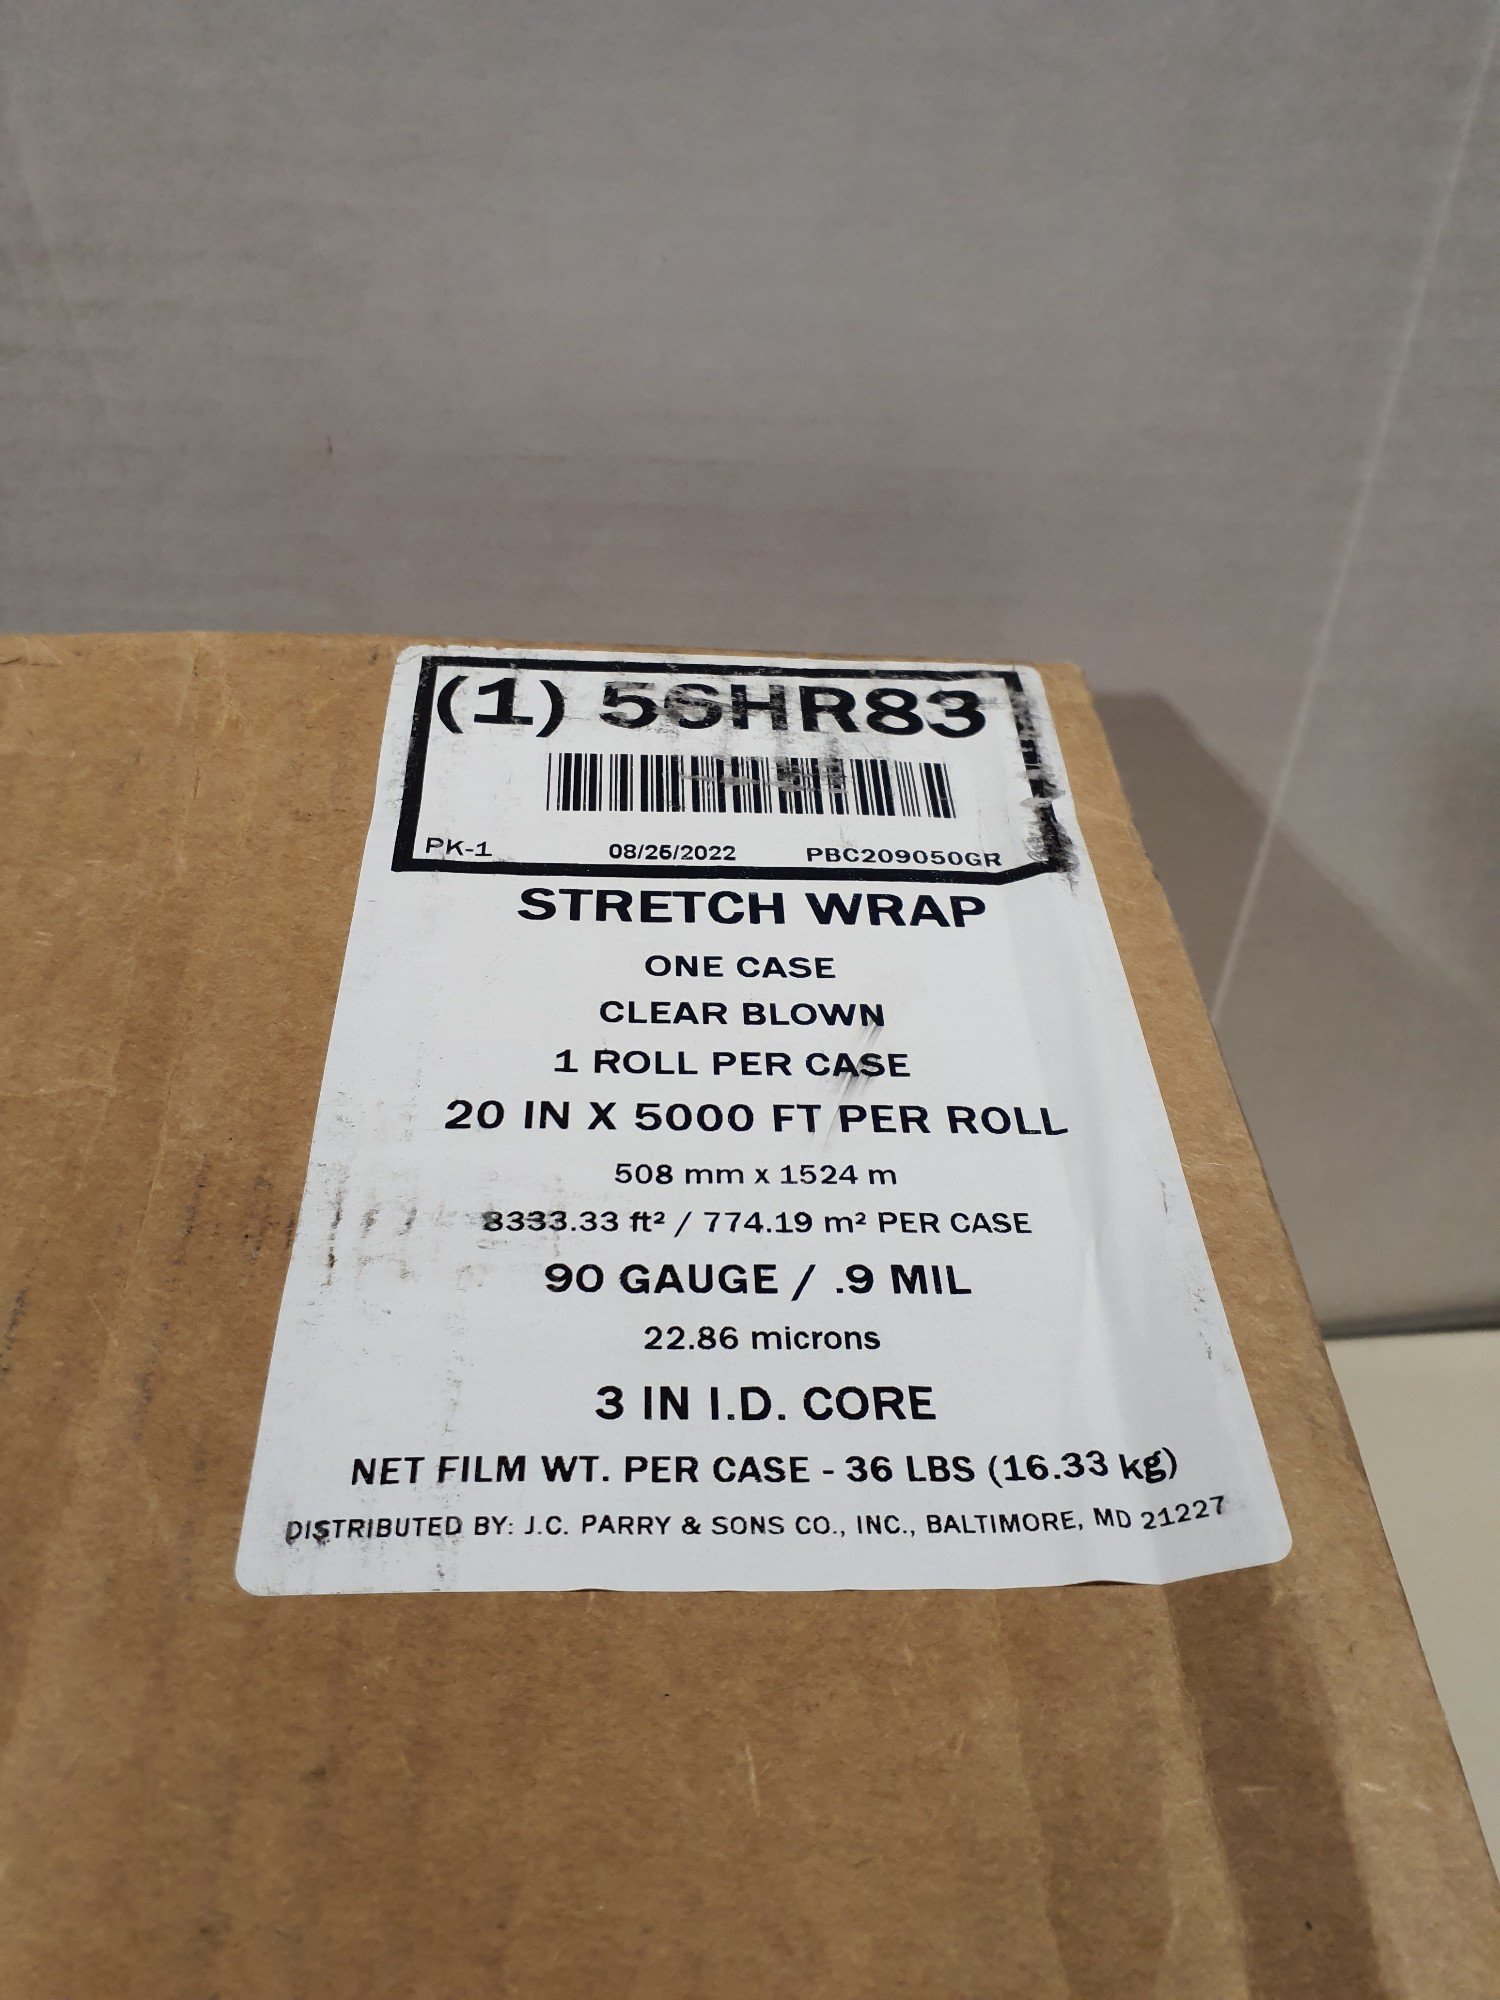 (1) 56HR83
PK-1 08/25/2022 PBC209050GR
STRETCH WRAP
ONE CASE
CLEAR BLOWN
1 ROLL PER CASE
20 IN X 5000 FT PER ROLL
508 mm x 1524 m
8333.33 ft² / 774.19 m² PER CASE
90 GAUGE / .9 MIL
22.86 microns
3 IN I.D. CORE
NET FILM WT. PER CASE - 36 LBS (16.33 kg)
DISTRIBUTED BY: J.C. PARRY & SONS CO., INC., BALTIMORE, MD 21227